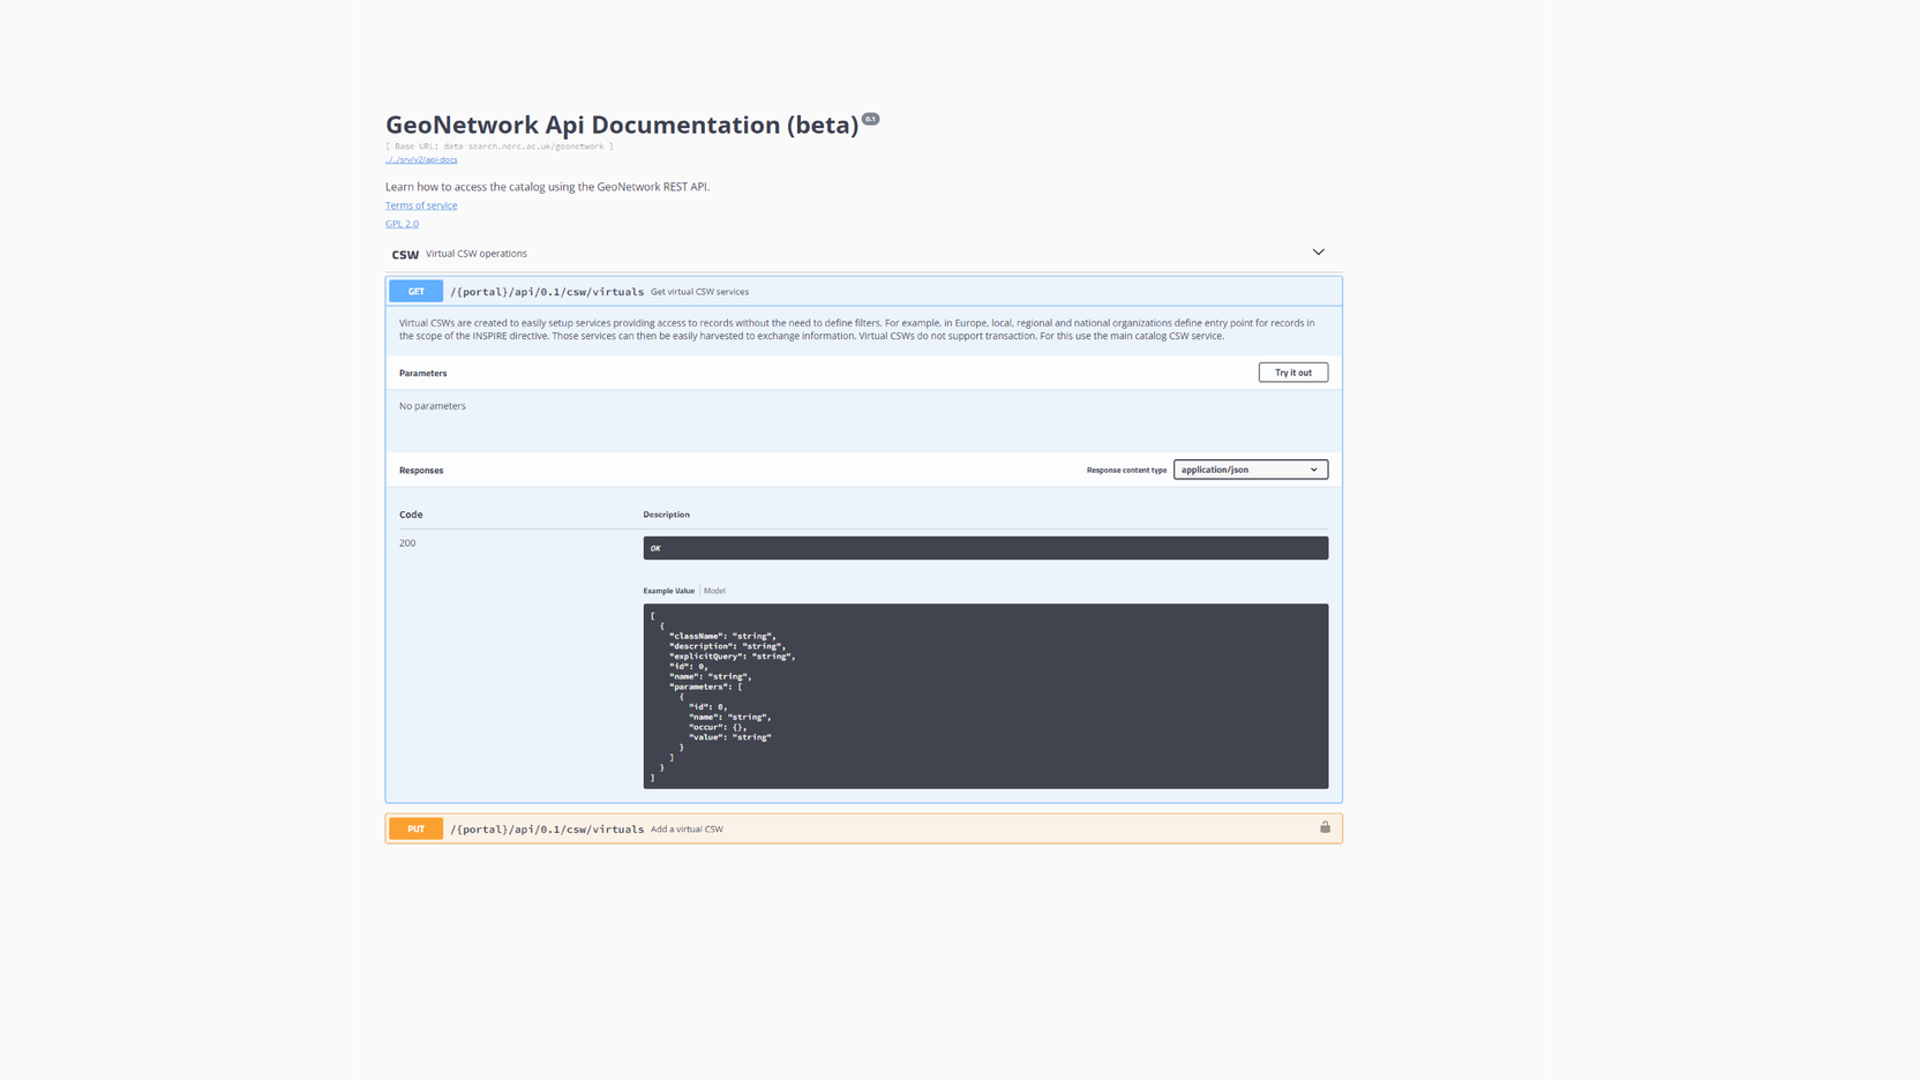 GeoNetwork Api Documentation (beta) 0.1
[ Base URL: data-search.nerc.ac.uk/geonetwork ]
../../srv/v2/api-docs
Learn how to access the catalog using the GeoNetwork REST API.
Terms of service
GPL 2.0
csw Virtual CSW operations
GET /{portal}/api/0.1/csw/virtuals Get virtual CSW services
Virtual CSWs are created to easily setup services providing access to records without the need to define filters. For example, in Europe, local, regional and national organizations define entry point for records in
the scope of the INSPIRE directive. Those services can then be easily harvested to exchange information. Virtual CSWs do not support transaction. For this use the main catalog CSW service.
Parameters Try it out
No parameters
Responses Response content type application/json
Code Description
200 OK
Example Value Model
[
{
"className": "string",
"description": "string",
"explicitQuery": "string",
"id": 0,
"name": "string",
"parameters": [
{
"id": 0,
"name": "string",
"occur": {},
"value": "string"
}
]
}
]
PUT /{portal}/api/0.1/csw/virtuals Add a virtual CSW